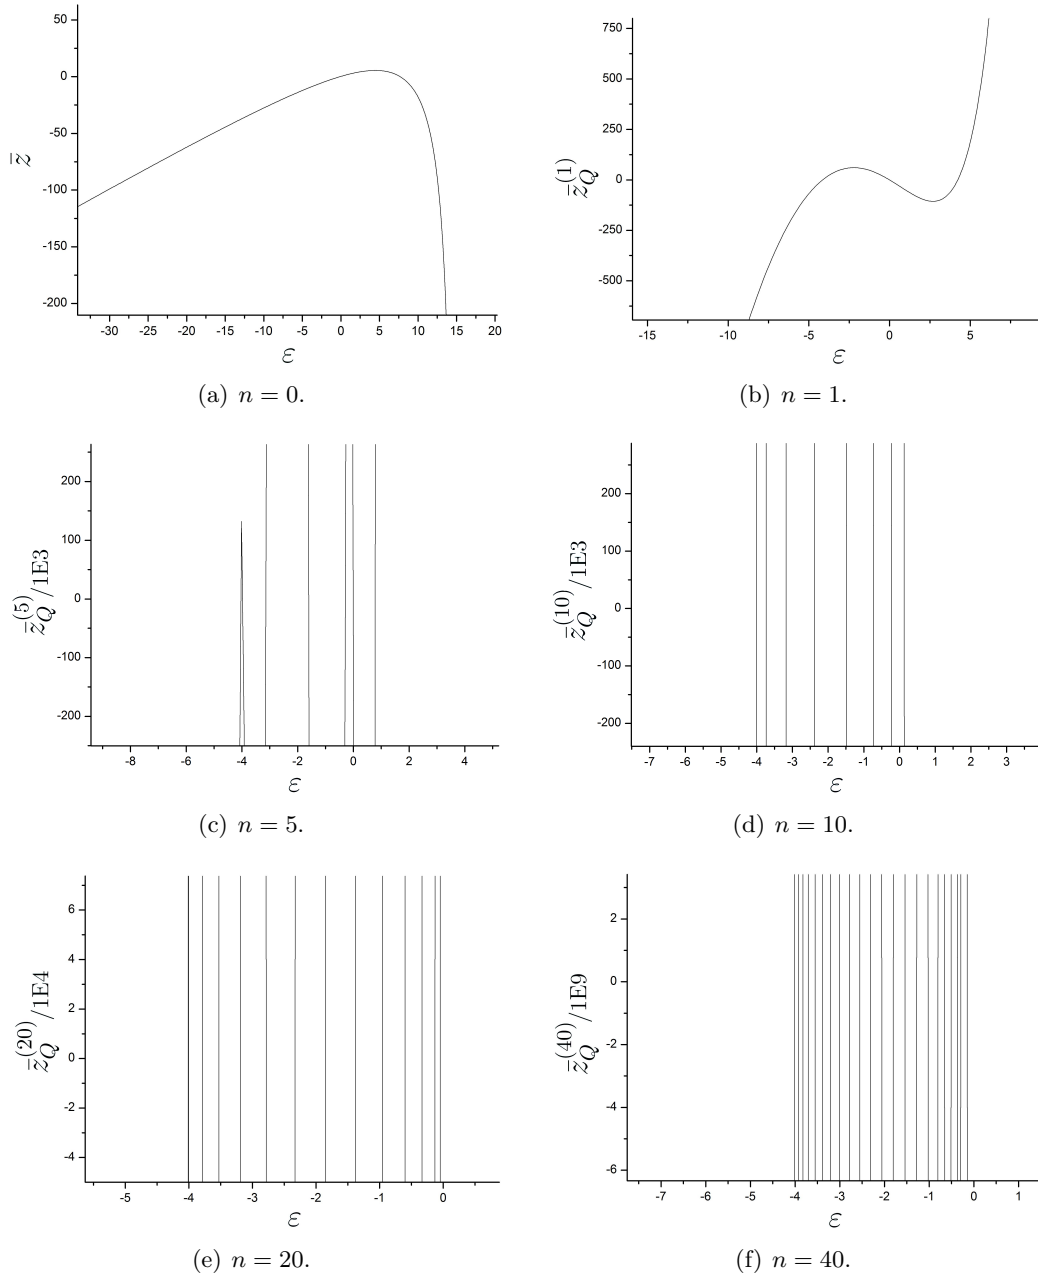 50
0
-50
-100
-150
-200
z̄
-30 -25 -20 -15 -10 -5 0 5 10 15 20
ε
(a) n = 0.
750
500
250
0
-250
-500
z̄_Q^(1)
-15 -10 -5 0 5
ε
(b) n = 1.
200
100
0
-100
-200
z̄_Q^(5)/1E3
-8 -6 -4 -2 0 2 4
ε
(c) n = 5.
200
100
0
-100
-200
z̄_Q^(10)/1E3
-7 -6 -5 -4 -3 -2 -1 0 1 2 3
ε
(d) n = 10.
6
4
2
0
-2
-4
z̄_Q^(20)/1E4
-5 -4 -3 -2 -1 0
ε
(e) n = 20.
2
0
-2
-4
-6
z̄_Q^(40)/1E9
-7 -6 -5 -4 -3 -2 -1 0 1
ε
(f) n = 40.